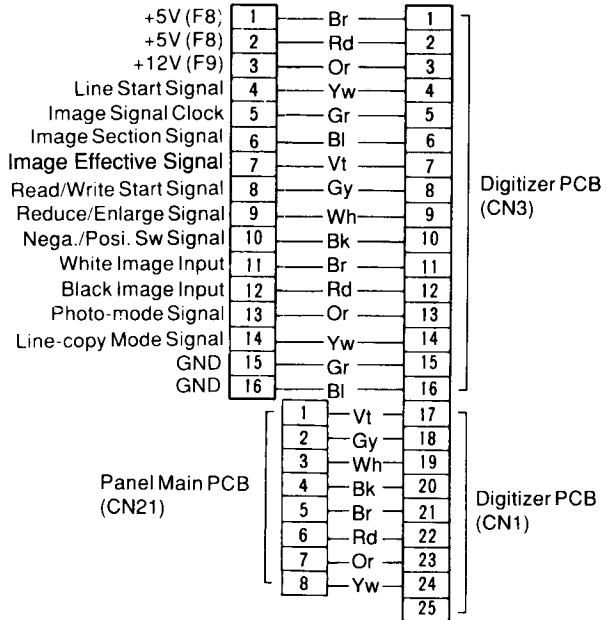 +5V (F8) 1 Br 1
+5V (F8) 2 Rd 2
+12V (F9) 3 Or 3
Line Start Signal 4 Yw 4
Image Signal Clock 5 Gr 5
Image Section Signal 6 Bl 6
Image Effective Signal 7 Vt 7
Read/Write Start Signal 8 Gy 8
Reduce/Enlarge Signal 9 Wh 9
Nega./Posi. Sw Signal 10 Bk 10
White Image Input 11 Br 11
Black Image Input 12 Rd 12
Photo-mode Signal 13 Or 13
Line-copy Mode Signal 14 Yw 14
GND 15 Gr 15
GND 16 Bl 16
Digitizer PCB
(CN3)
1 Vt 17
2 Gy 18
3 Wh 19
4 Bk 20
5 Br 21
6 Rd 22
7 Or 23
8 Yw 24
25
Panel Main PCB
(CN21)
Digitizer PCB
(CN1)